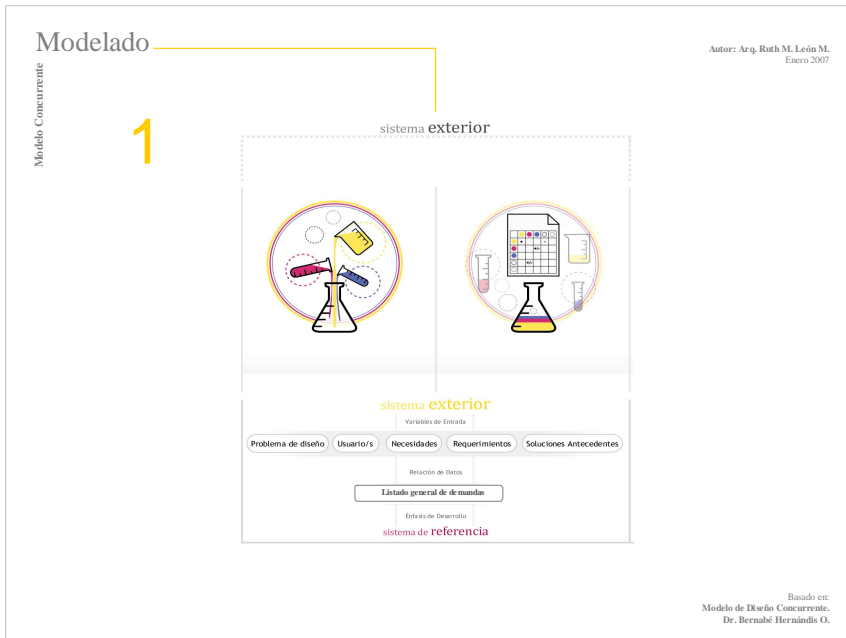 Modelado
Autor: Arq. Ruth M. León M.
Enero 2007
Modelo Concurrente
1
sistema exterior
sistema exterior
Variables de Entrada
Problema de diseño
Usuario/s
Necesidades
Requerimientos
Soluciones Antecedentes
Relación de Datos
Listado general de demandas
Énfasis de Desarrollo
sistema de referencia
Basado en:
Modelo de Diseño Concurrente.
Dr. Bernabé Hernándis O.